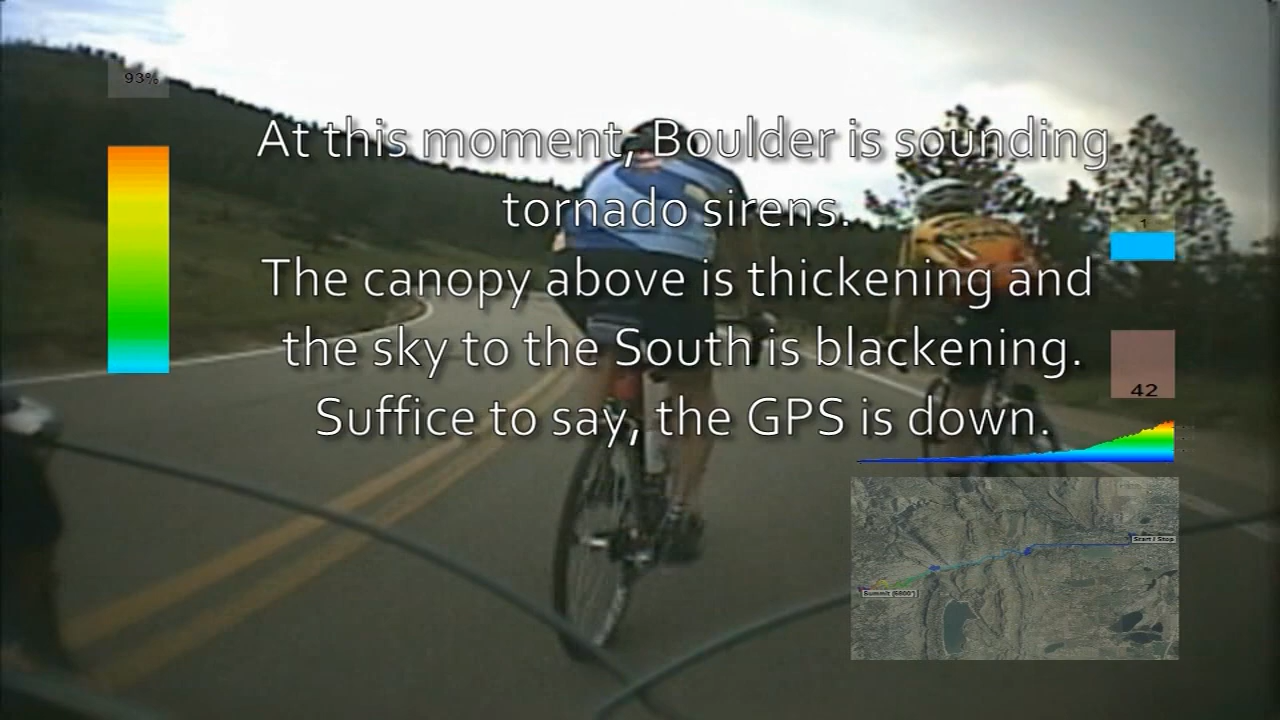 93%
At this moment, Boulder is sounding
tornado sirens.
1
The canopy above is thickening and
the sky to the South is blackening.
42
Suffice to say, the GPS is down.
Start / Stop
Summit (6800')